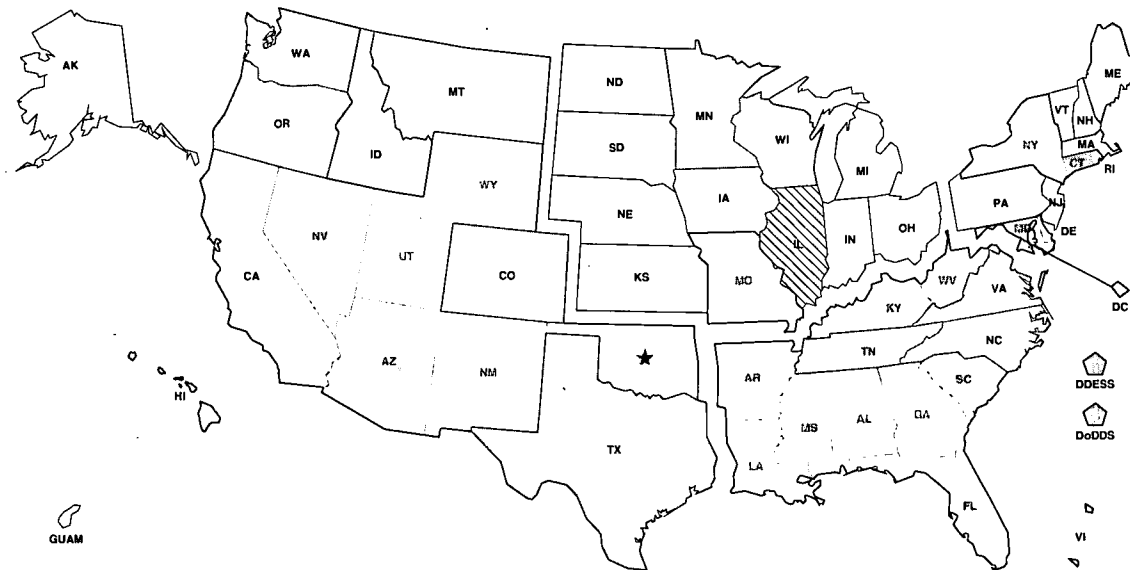 AK
WA
MT
ND
MN
ME
VT
NH
OR
ID
SD
WI
MI
NY
MA
CT
RI
WY
IA
PA
NJ
NE
NV
UT
CO
IL
IN
OH
MD
DE
CA
KS
MO
WV
VA
KY
DC
AZ
NM
TN
NC
AR
SC
HI
DDESS
TX
MS
AL
GA
DoDDS
LA
FL
GUAM
VI